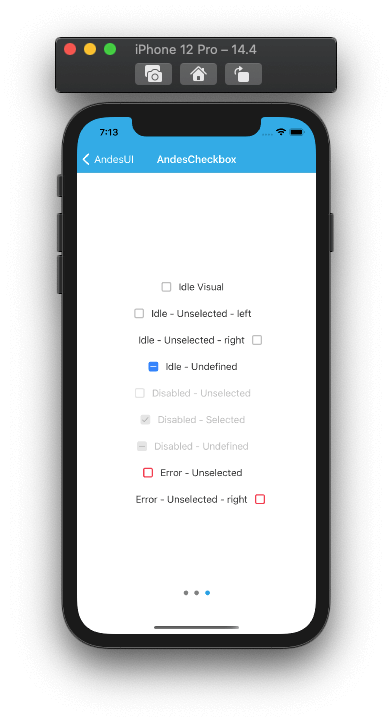 iPhone 12 Pro – 14.4
7:13
AndesUI
AndesCheckbox
Idle Visual
Idle - Unselected - left
Idle - Unselected - right
Idle - Undefined
Disabled - Unselected
Disabled - Selected
Disabled - Undefined
Error - Unselected
Error - Unselected - right